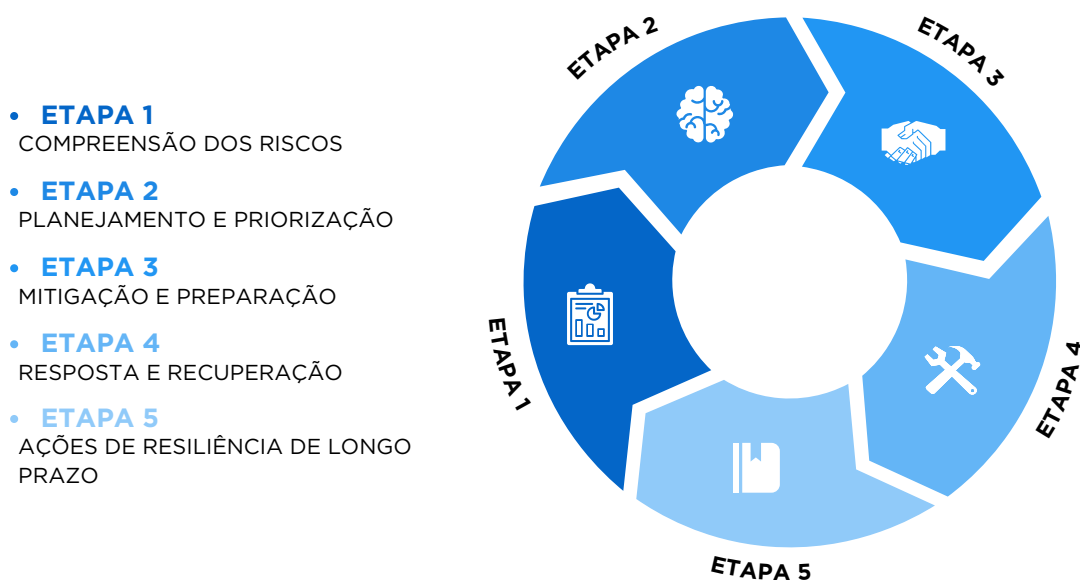 ETAPA 1
COMPREENSÃO DOS RISCOS
ETAPA 2
PLANEJAMENTO E PRIORIZAÇÃO
ETAPA 3
MITIGAÇÃO E PREPARAÇÃO
ETAPA 4
RESPOSTA E RECUPERAÇÃO
ETAPA 5
AÇÕES DE RESILIÊNCIA DE LONGO
PRAZO
ETAPA 1
ETAPA 2
ETAPA 3
ETAPA 4
ETAPA 5